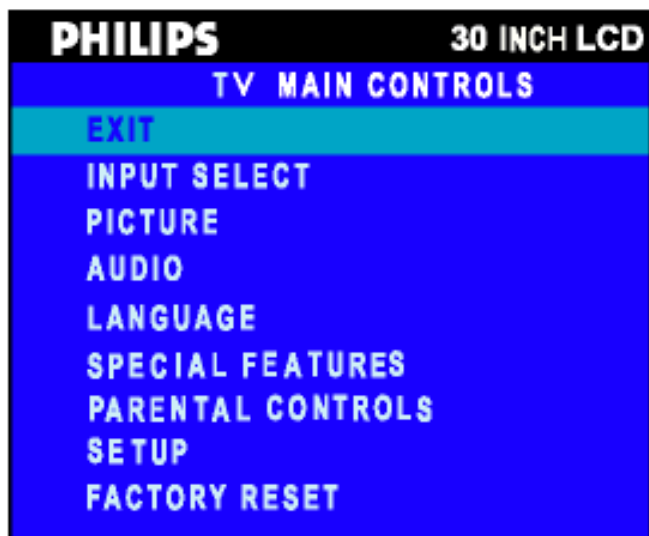 PHILIPS 30 INCH LCD
TV MAIN CONTROLS
EXIT
INPUT SELECT
PICTURE
AUDIO
LANGUAGE
SPECIAL FEATURES
PARENTAL CONTROLS
SETUP
FACTORY RESET